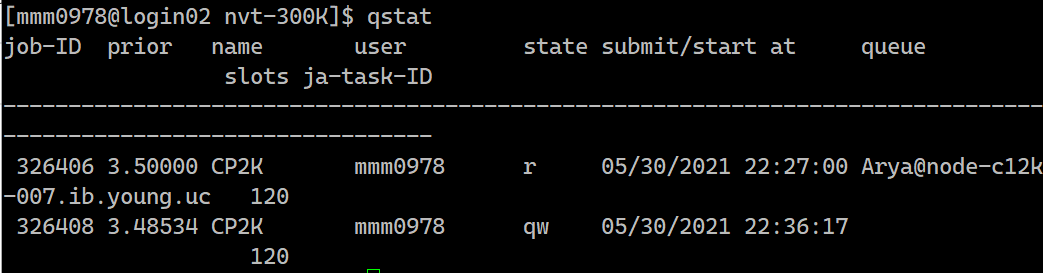 [mmm0978@login02 nvt-300K]$ qstat
job-ID  prior   name       user         state submit/start at     queue
                 slots ja-task-ID
--------------------------------------------------------------------------------
---------------------------------
 326406 3.50000 CP2K       mmm0978      r     05/30/2021 22:27:00 Arya@node-c12k
-007.ib.young.uc   120
 326408 3.48534 CP2K       mmm0978      qw    05/30/2021 22:36:17
                   120